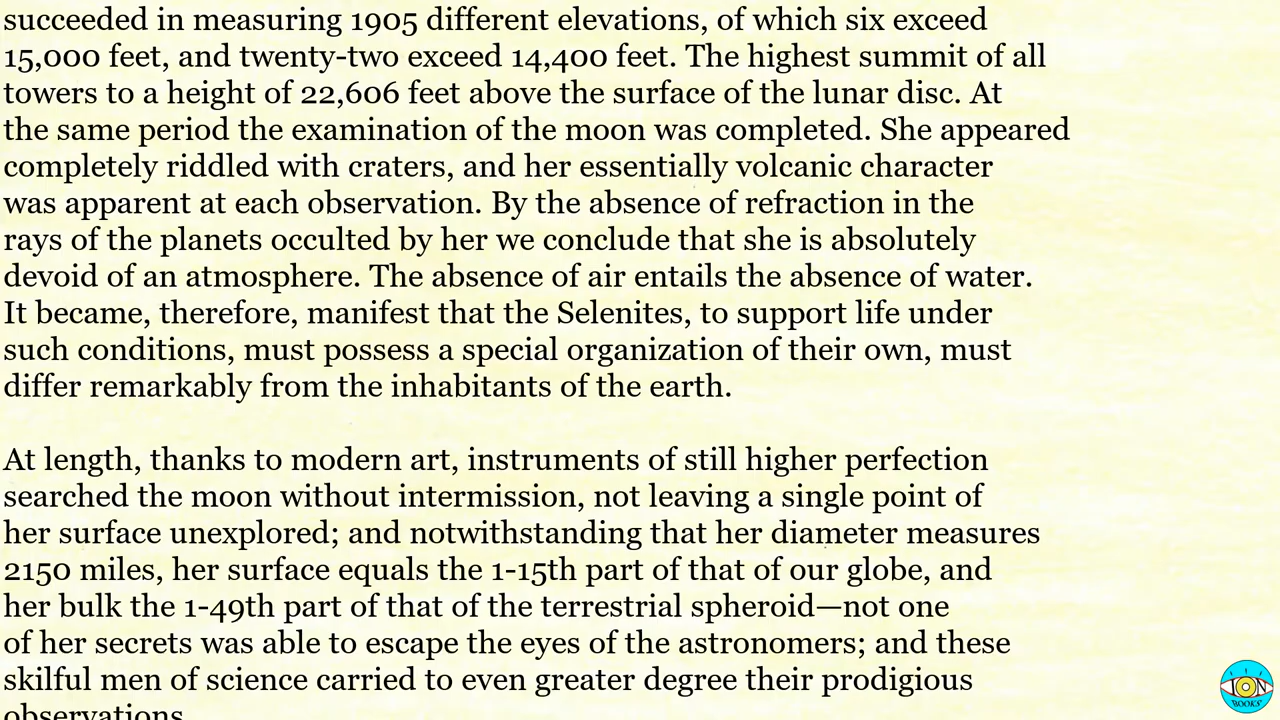 succeeded in measuring 1905 different elevations, of which six exceed
15,000 feet, and twenty-two exceed 14,400 feet. The highest summit of all
towers to a height of 22,606 feet above the surface of the lunar disc. At
the same period the examination of the moon was completed. She appeared
completely riddled with craters, and her essentially volcanic character
was apparent at each observation. By the absence of refraction in the
rays of the planets occulted by her we conclude that she is absolutely
devoid of an atmosphere. The absence of air entails the absence of water.
It became, therefore, manifest that the Selenites, to support life under
such conditions, must possess a special organization of their own, must
differ remarkably from the inhabitants of the earth.
At length, thanks to modern art, instruments of still higher perfection
searched the moon without intermission, not leaving a single point of
her surface unexplored; and notwithstanding that her diameter measures
2150 miles, her surface equals the 1-15th part of that of our globe, and
her bulk the 1-49th part of that of the terrestrial spheroid—not one
of her secrets was able to escape the eyes of the astronomers; and these
skilful men of science carried to even greater degree their prodigious
observations.
ION
BOOKS